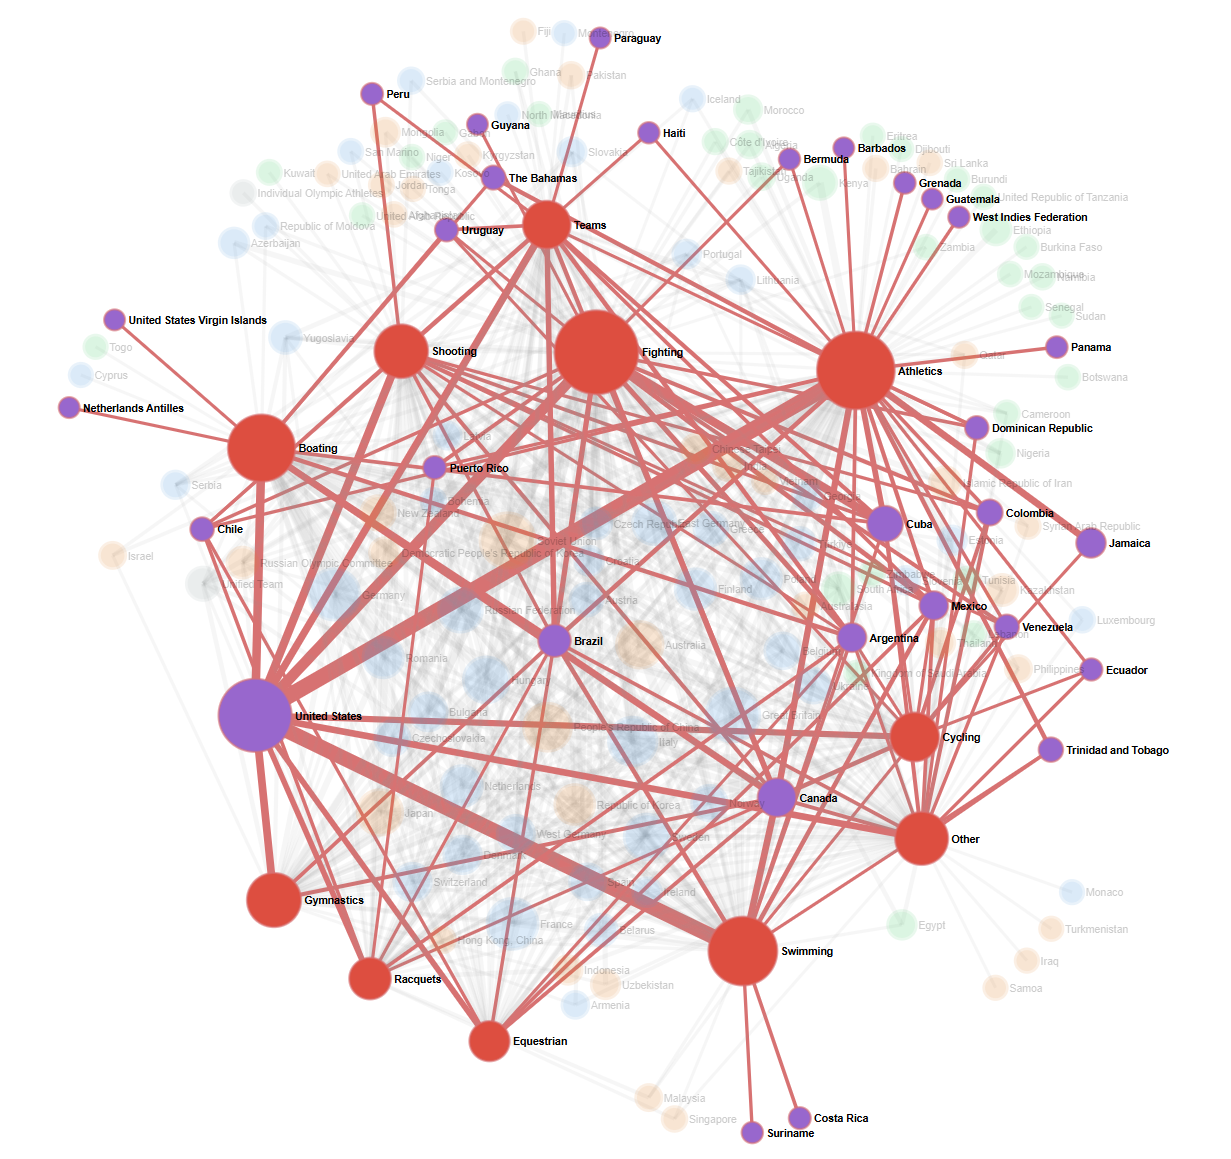 Fiji
Montenegro
Paraguay
Ghana
Pakistan
Serbia and Montenegro
Peru
Iceland
Morocco
North Macedonia
Mauritius
Guyana
Gabon
Mongolia
Haiti
Eritrea
Côte d'Ivoire
Barbados
Djibouti
San Marino
Slovakia
Niger
Kyrgyzstan
Bermuda
Sri Lanka
Bahrain
Tajikistan
Kuwait
United Arab Emirates
Kosovo
The Bahamas
Uganda
Burundi
Kenya
Grenada
Individual Olympic Athletes
Jordan
Tonga
Guatemala
United Republic of Tanzania
United Arab Republic
Afghanistan
West Indies Federation
Republic of Moldova
Uruguay
Teams
Ethiopia
Azerbaijan
Zambia
Burkina Faso
Portugal
Mozambique
Namibia
Lithuania
Senegal
Sudan
United States Virgin Islands
Yugoslavia
Togo
Shooting
Fighting
Panama
Qatar
Athletics
Cyprus
Botswana
Netherlands Antilles
Cameroon
Dominican Republic
Latvia
Boating
Chinese Taipei
Nigeria
India
Puerto Rico
Vietnam
Islamic Republic of Iran
Serbia
Georgia
Bohemia
New Zealand
Colombia
Czech Republic
East Germany
Cuba
Syrian Arab Republic
Chile
Greece
Soviet Union
Estonia
Jamaica
Türkiye
Israel
Democratic People's Republic of Korea
Russian Olympic Committee
Croatia
Zimbabwe
Poland
Slovenia
Tunisia
Unified Team
Finland
South Africa
Kazakhstan
Germany
Austria
Australasia
Mexico
Russian Federation
Luxembourg
Venezuela
Lebanon
Brazil
Argentina
Australia
Thailand
Belgium
Romania
Philippines
Ecuador
Kingdom of Saudi Arabia
Hungary
Ukraine
Bulgaria
United States
Great Britain
People's Republic of China
Czechoslovakia
Italy
Cycling
Trinidad and Tobago
Netherlands
Canada
Norway
Republic of Korea
Japan
West Germany
Sweden
Other
Denmark
Switzerland
Spain
Ireland
Monaco
Gymnastics
France
Egypt
Belarus
Turkmenistan
Hong Kong, China
Swimming
Iraq
Indonesia
Racquets
Uzbekistan
Samoa
Armenia
Equestrian
Malaysia
Singapore
Costa Rica
Suriname